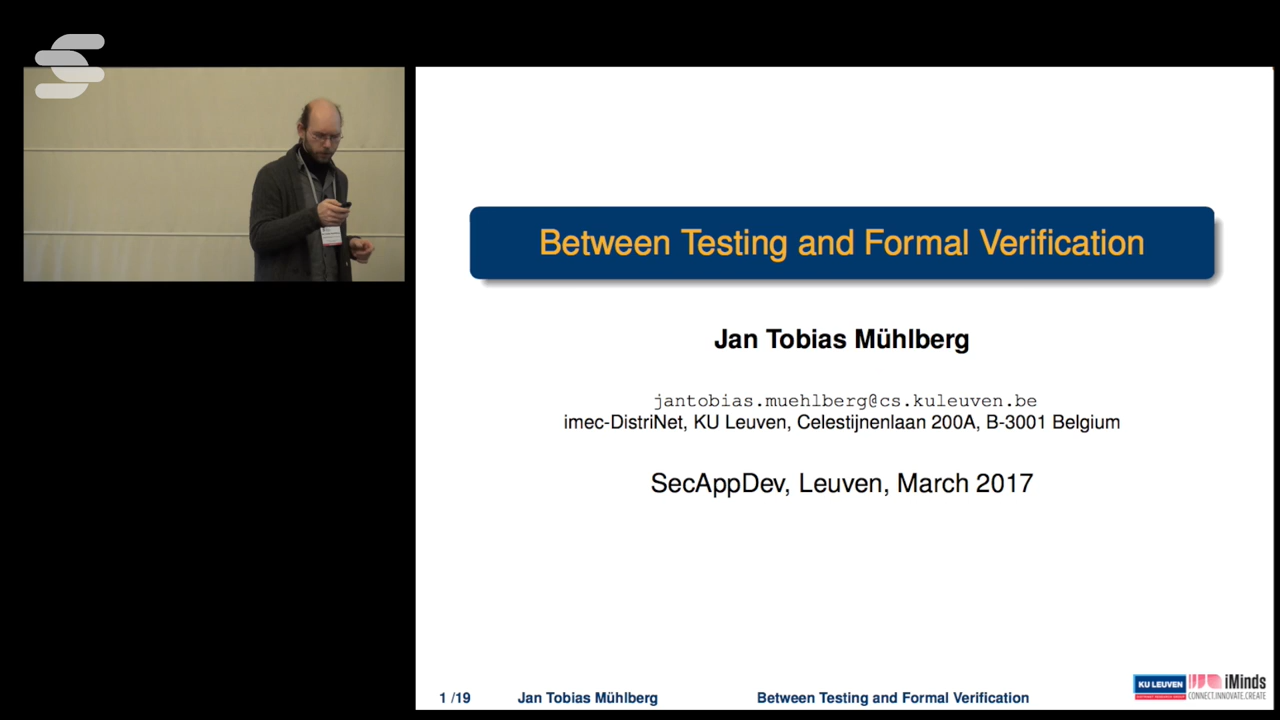 Between Testing and Formal Verification
Jan Tobias Mühlberg
jantobias.muehlberg@cs.kuleuven.be
imec-DistriNet, KU Leuven, Celestijnenlaan 200A, B-3001 Belgium
SecAppDev, Leuven, March 2017
1 /19 Jan Tobias Mühlberg Between Testing and Formal Verification
KU LEUVEN
iMinds
CONNECT.INNOVATE.CREATE